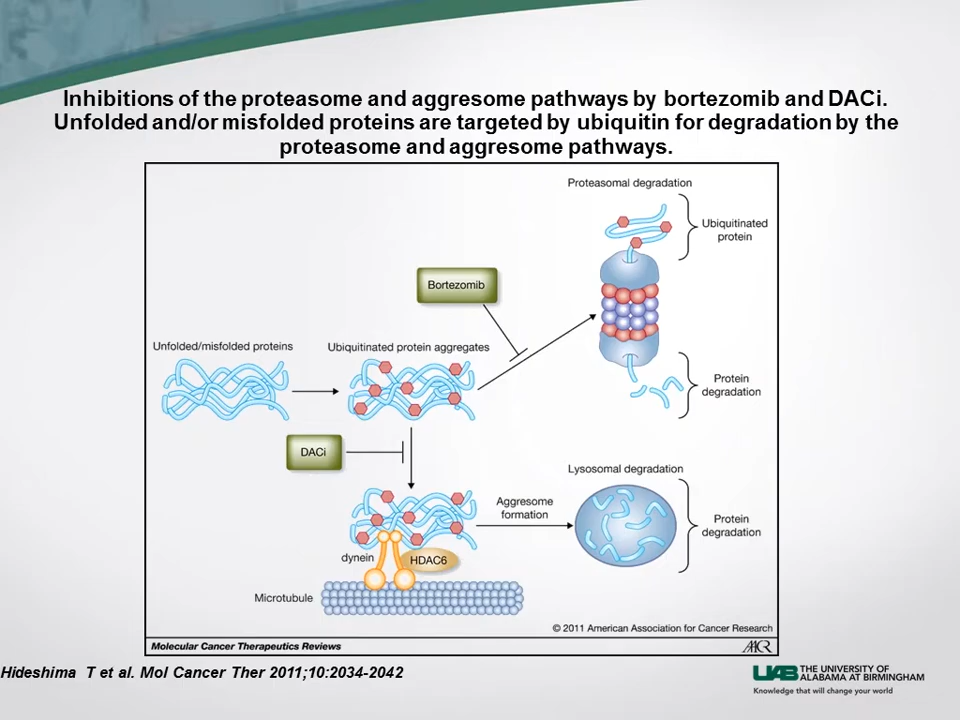 Inhibitions of the proteasome and aggresome pathways by bortezomib and DACi.
Unfolded and/or misfolded proteins are targeted by ubiquitin for degradation by the
proteasome and aggresome pathways.
Proteasomal degradation
Ubiquitinated
protein
Bortezomib
Unfolded/misfolded proteins
Ubiquitinated protein aggregates
Protein
degradation
DACi
Lysosomal degradation
Aggresome
formation
Protein
degradation
dynein
HDAC6
Microtubule
© 2011 American Association for Cancer Research
Molecular Cancer Therapeutics Reviews
AACR
Hideshima T et al. Mol Cancer Ther 2011;10:2034-2042
UAB THE UNIVERSITY OF
ALABAMA AT BIRMINGHAM
Knowledge that will change your world